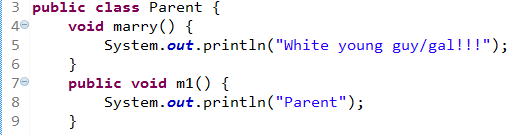 3 public class Parent {
4 void marry() {
5 System.out.println("White young guy/gal!!!");
6 }
7 public void m1() {
8 System.out.println("Parent");
9 }